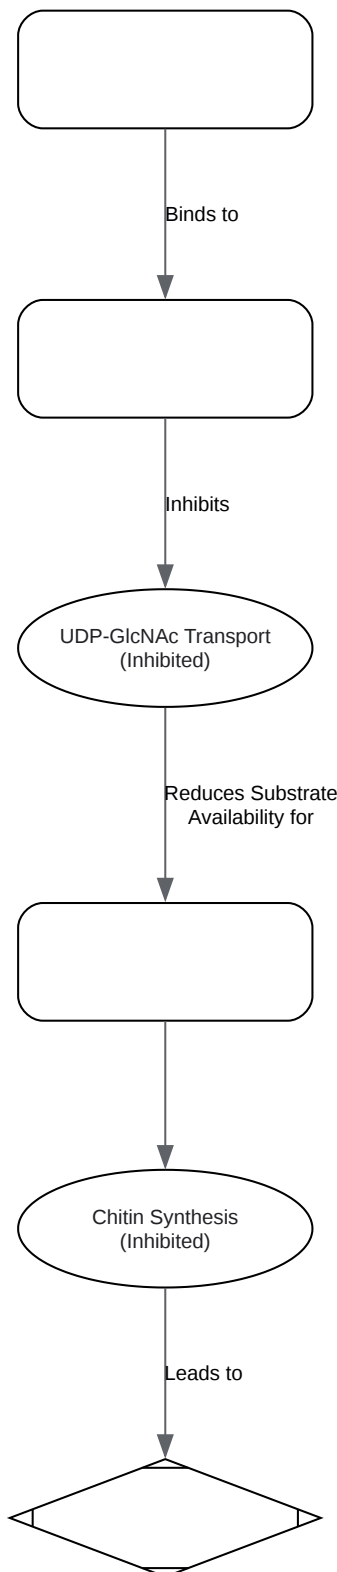 Binds to
Inhibits
UDP-GlcNAc Transport
(Inhibited)
Reduces Substrate
Availability for
Chitin Synthesis
(Inhibited)
Leads to